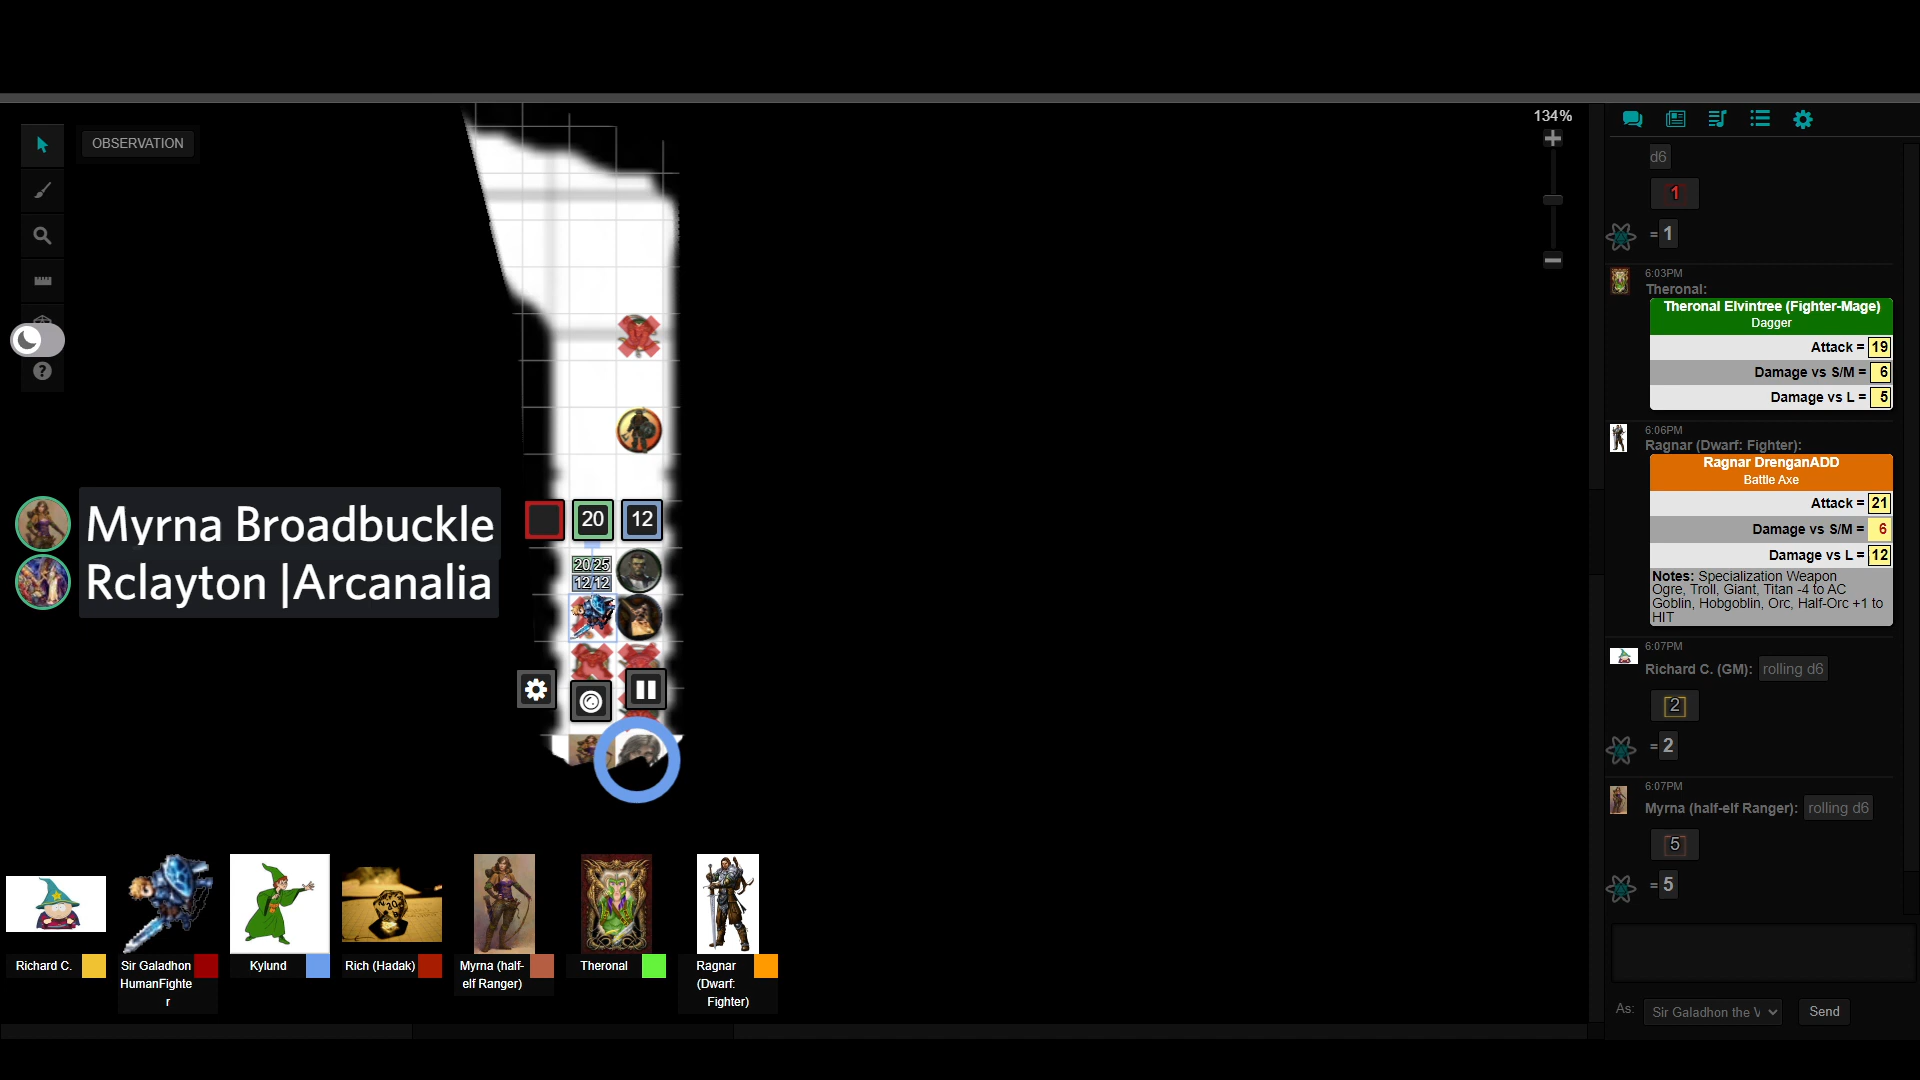 134%
OBSERVATION
d6
1
= 1
6:03PM
Theronal:
Theronal Elvintree (Fighter-Mage)
Dagger
Attack = 19
Damage vs S/M = 6
Damage vs L = 5
6:06PM
Ragnar (Dwarf: Fighter):
Ragnar DrenganADD
Battle Axe
Attack = 21
Damage vs S/M = 6
Damage vs L = 12
Notes: Specialization Weapon
Ogre, Troll, Giant, Titan -4 to AC
Goblin, Hobgoblin, Orc, Half-Orc +1 to
HIT
6:07PM
Richard C. (GM): rolling d6
2
= 2
6:07PM
Myrna (half-elf Ranger): rolling d6
5
= 5
Myrna Broadbuckle
Rclayton |Arcanalia
20
12
20/25
12/12
Richard C.
Sir Galadhon
HumanFighte
r
Kylund
Rich (Hadak)
Myrna (half-
elf Ranger)
Theronal
Ragnar
(Dwarf:
Fighter)
As: Sir Galadhon the V
Send